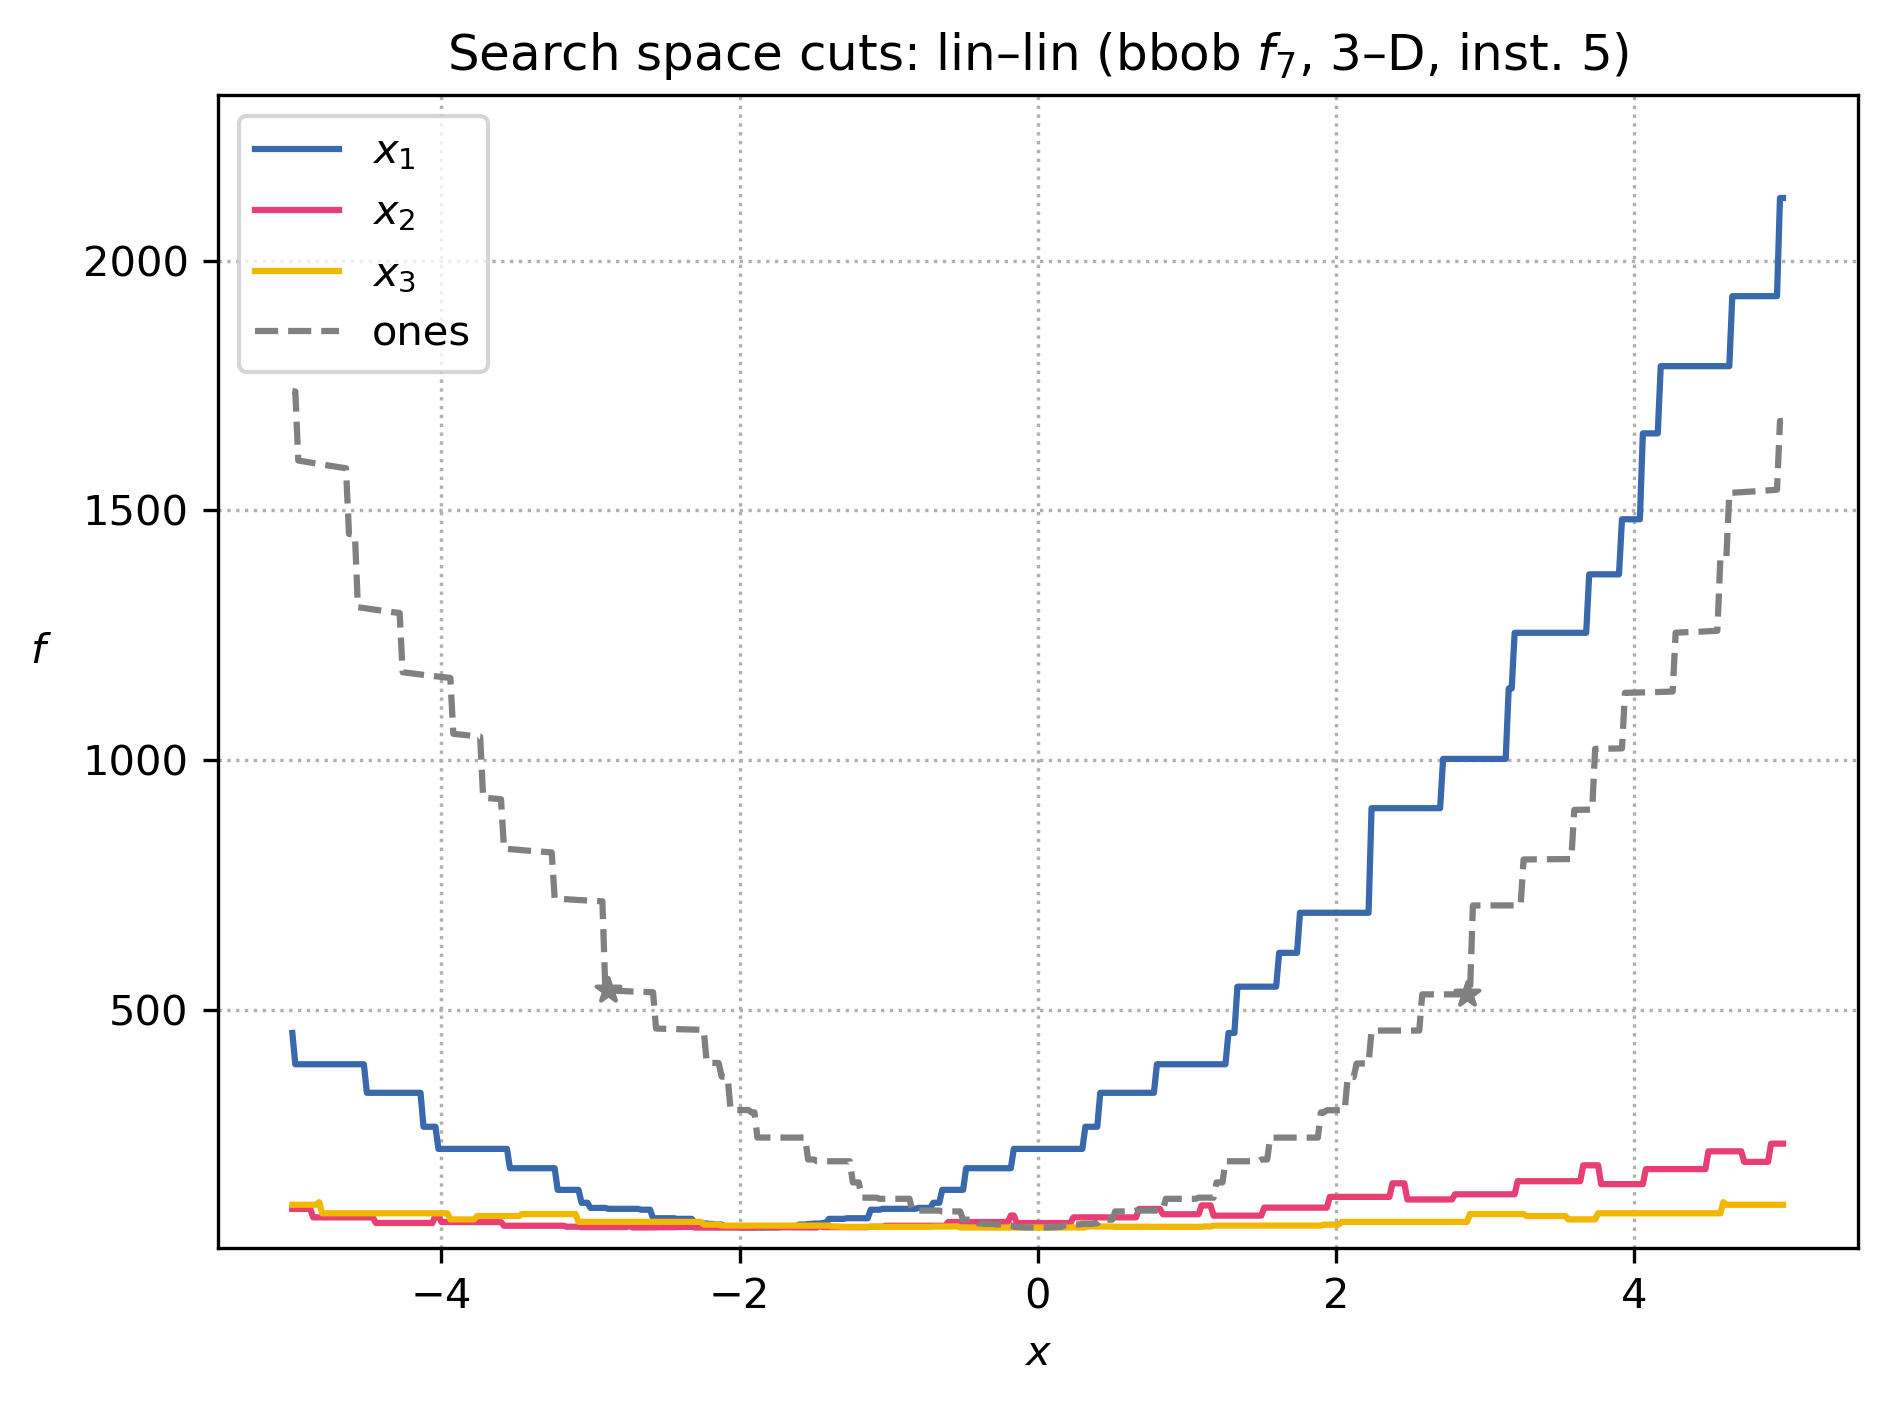 Search space cuts: lin–lin (bbob f₇, 3–D, inst. 5)
x₁
x₂
x₃
ones
2000
1500
1000
500
f
−4
−2
0
2
4
x